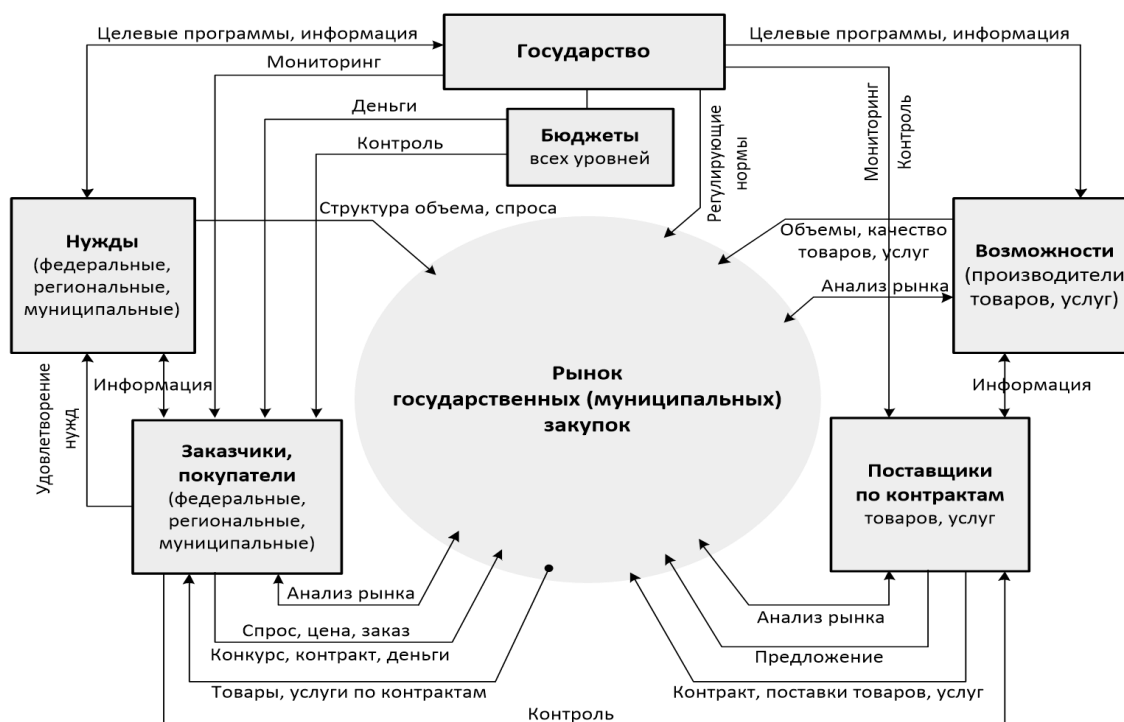 Целевые программы, информация
Государство
Целевые программы, информация
Мониторинг
Деньги
Контроль
Бюджеты
всех уровней
Регулирующие
нормы
Мониторинг
Контроль
Нужды
(федеральные,
региональные,
муниципальные)
Структура объема, спроса
Объемы, качество
товаров, услуг
Анализ рынка
Возможности
(производители
товаров, услуг)
Удовлетворение
нужд
Информация
Рынок
государственных (муниципальных)
закупок
Информация
Заказчики,
покупатели
(федеральные,
региональные,
муниципальные)
Поставщики
по контрактам
товаров, услуг
Анализ рынка
Спрос, цена, заказ
Конкурс, контракт, деньги
Товары, услуги по контрактам
Анализ рынка
Предложение
Контракт, поставки товаров, услуг
Контроль